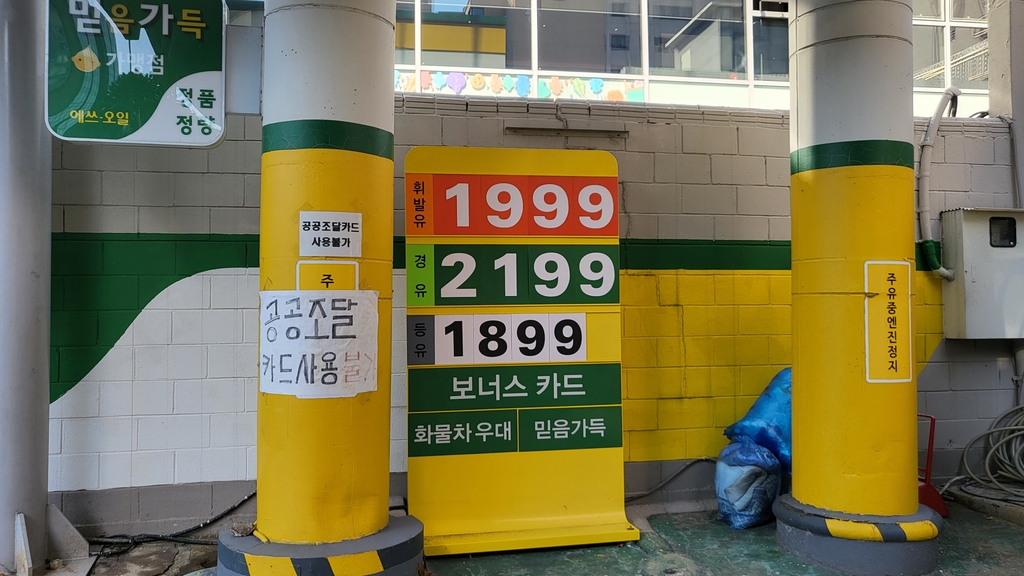 믿음가득
가맹점
정품
정량
에쓰-오일
공공조달카드
사용불가
주
공공조달
카드사용불가
휘발유
1999
경유
2199
등유
1899
보너스 카드
화물차우대
믿음가득
주유중엔진정지